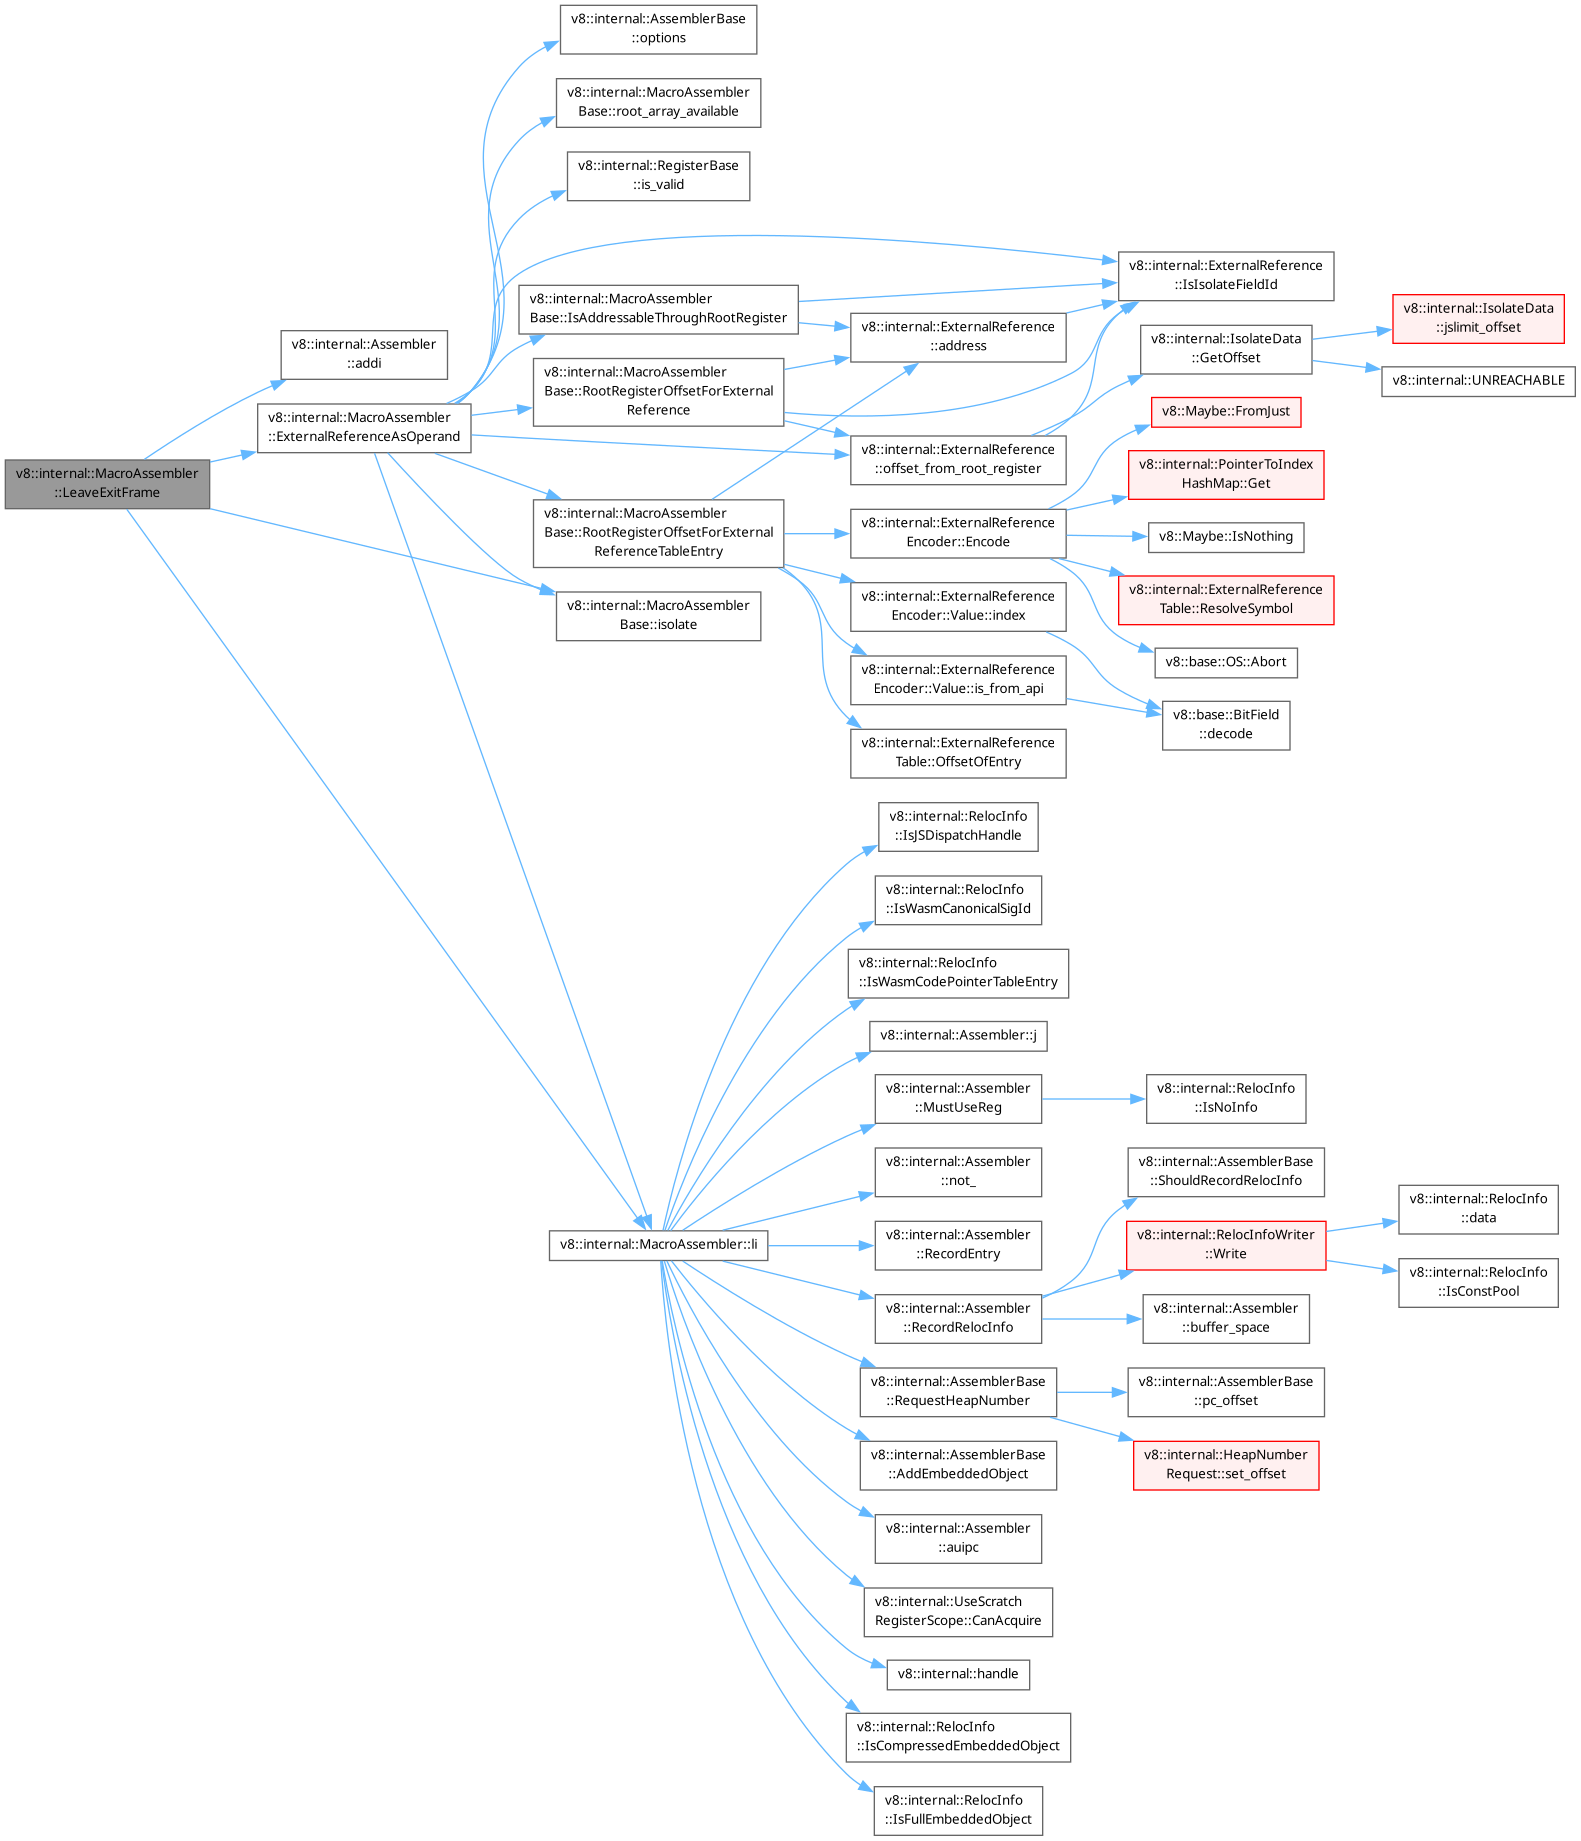 v8::internal::MacroAssembler
::LeaveExitFrame
v8::internal::Assembler
::addi
v8::internal::MacroAssembler
::ExternalReferenceAsOperand
v8::internal::AssemblerBase
::options
v8::internal::MacroAssembler
Base::root_array_available
v8::internal::RegisterBase
::is_valid
v8::internal::MacroAssembler
Base::IsAddressableThroughRootRegister
v8::internal::MacroAssembler
Base::RootRegisterOffsetForExternal
Reference
v8::internal::MacroAssembler
Base::RootRegisterOffsetForExternal
ReferenceTableEntry
v8::internal::MacroAssembler
Base::isolate
v8::internal::MacroAssembler::li
v8::internal::ExternalReference
::address
v8::internal::ExternalReference
::offset_from_root_register
v8::internal::ExternalReference
Encoder::Encode
v8::internal::ExternalReference
Encoder::Value::index
v8::internal::ExternalReference
Encoder::Value::is_from_api
v8::internal::ExternalReference
Table::OffsetOfEntry
v8::internal::RelocInfo
::IsJSDispatchHandle
v8::internal::RelocInfo
::IsWasmCanonicalSigId
v8::internal::RelocInfo
::IsWasmCodePointerTableEntry
v8::internal::Assembler::j
v8::internal::Assembler
::MustUseReg
v8::internal::Assembler
::not_
v8::internal::Assembler
::RecordEntry
v8::internal::Assembler
::RecordRelocInfo
v8::internal::AssemblerBase
::RequestHeapNumber
v8::internal::AssemblerBase
::AddEmbeddedObject
v8::internal::Assembler
::auipc
v8::internal::UseScratch
RegisterScope::CanAcquire
v8::internal::handle
v8::internal::RelocInfo
::IsCompressedEmbeddedObject
v8::internal::RelocInfo
::IsFullEmbeddedObject
v8::internal::ExternalReference
::IsIsolateFieldId
v8::internal::IsolateData
::GetOffset
v8::Maybe::FromJust
v8::internal::PointerToIndex
HashMap::Get
v8::Maybe::IsNothing
v8::internal::ExternalReference
Table::ResolveSymbol
v8::base::OS::Abort
v8::base::BitField
::decode
v8::internal::RelocInfo
::IsNoInfo
v8::internal::AssemblerBase
::ShouldRecordRelocInfo
v8::internal::RelocInfoWriter
::Write
v8::internal::Assembler
::buffer_space
v8::internal::AssemblerBase
::pc_offset
v8::internal::HeapNumber
Request::set_offset
v8::internal::IsolateData
::jslimit_offset
v8::internal::UNREACHABLE
v8::internal::RelocInfo
::data
v8::internal::RelocInfo
::IsConstPool